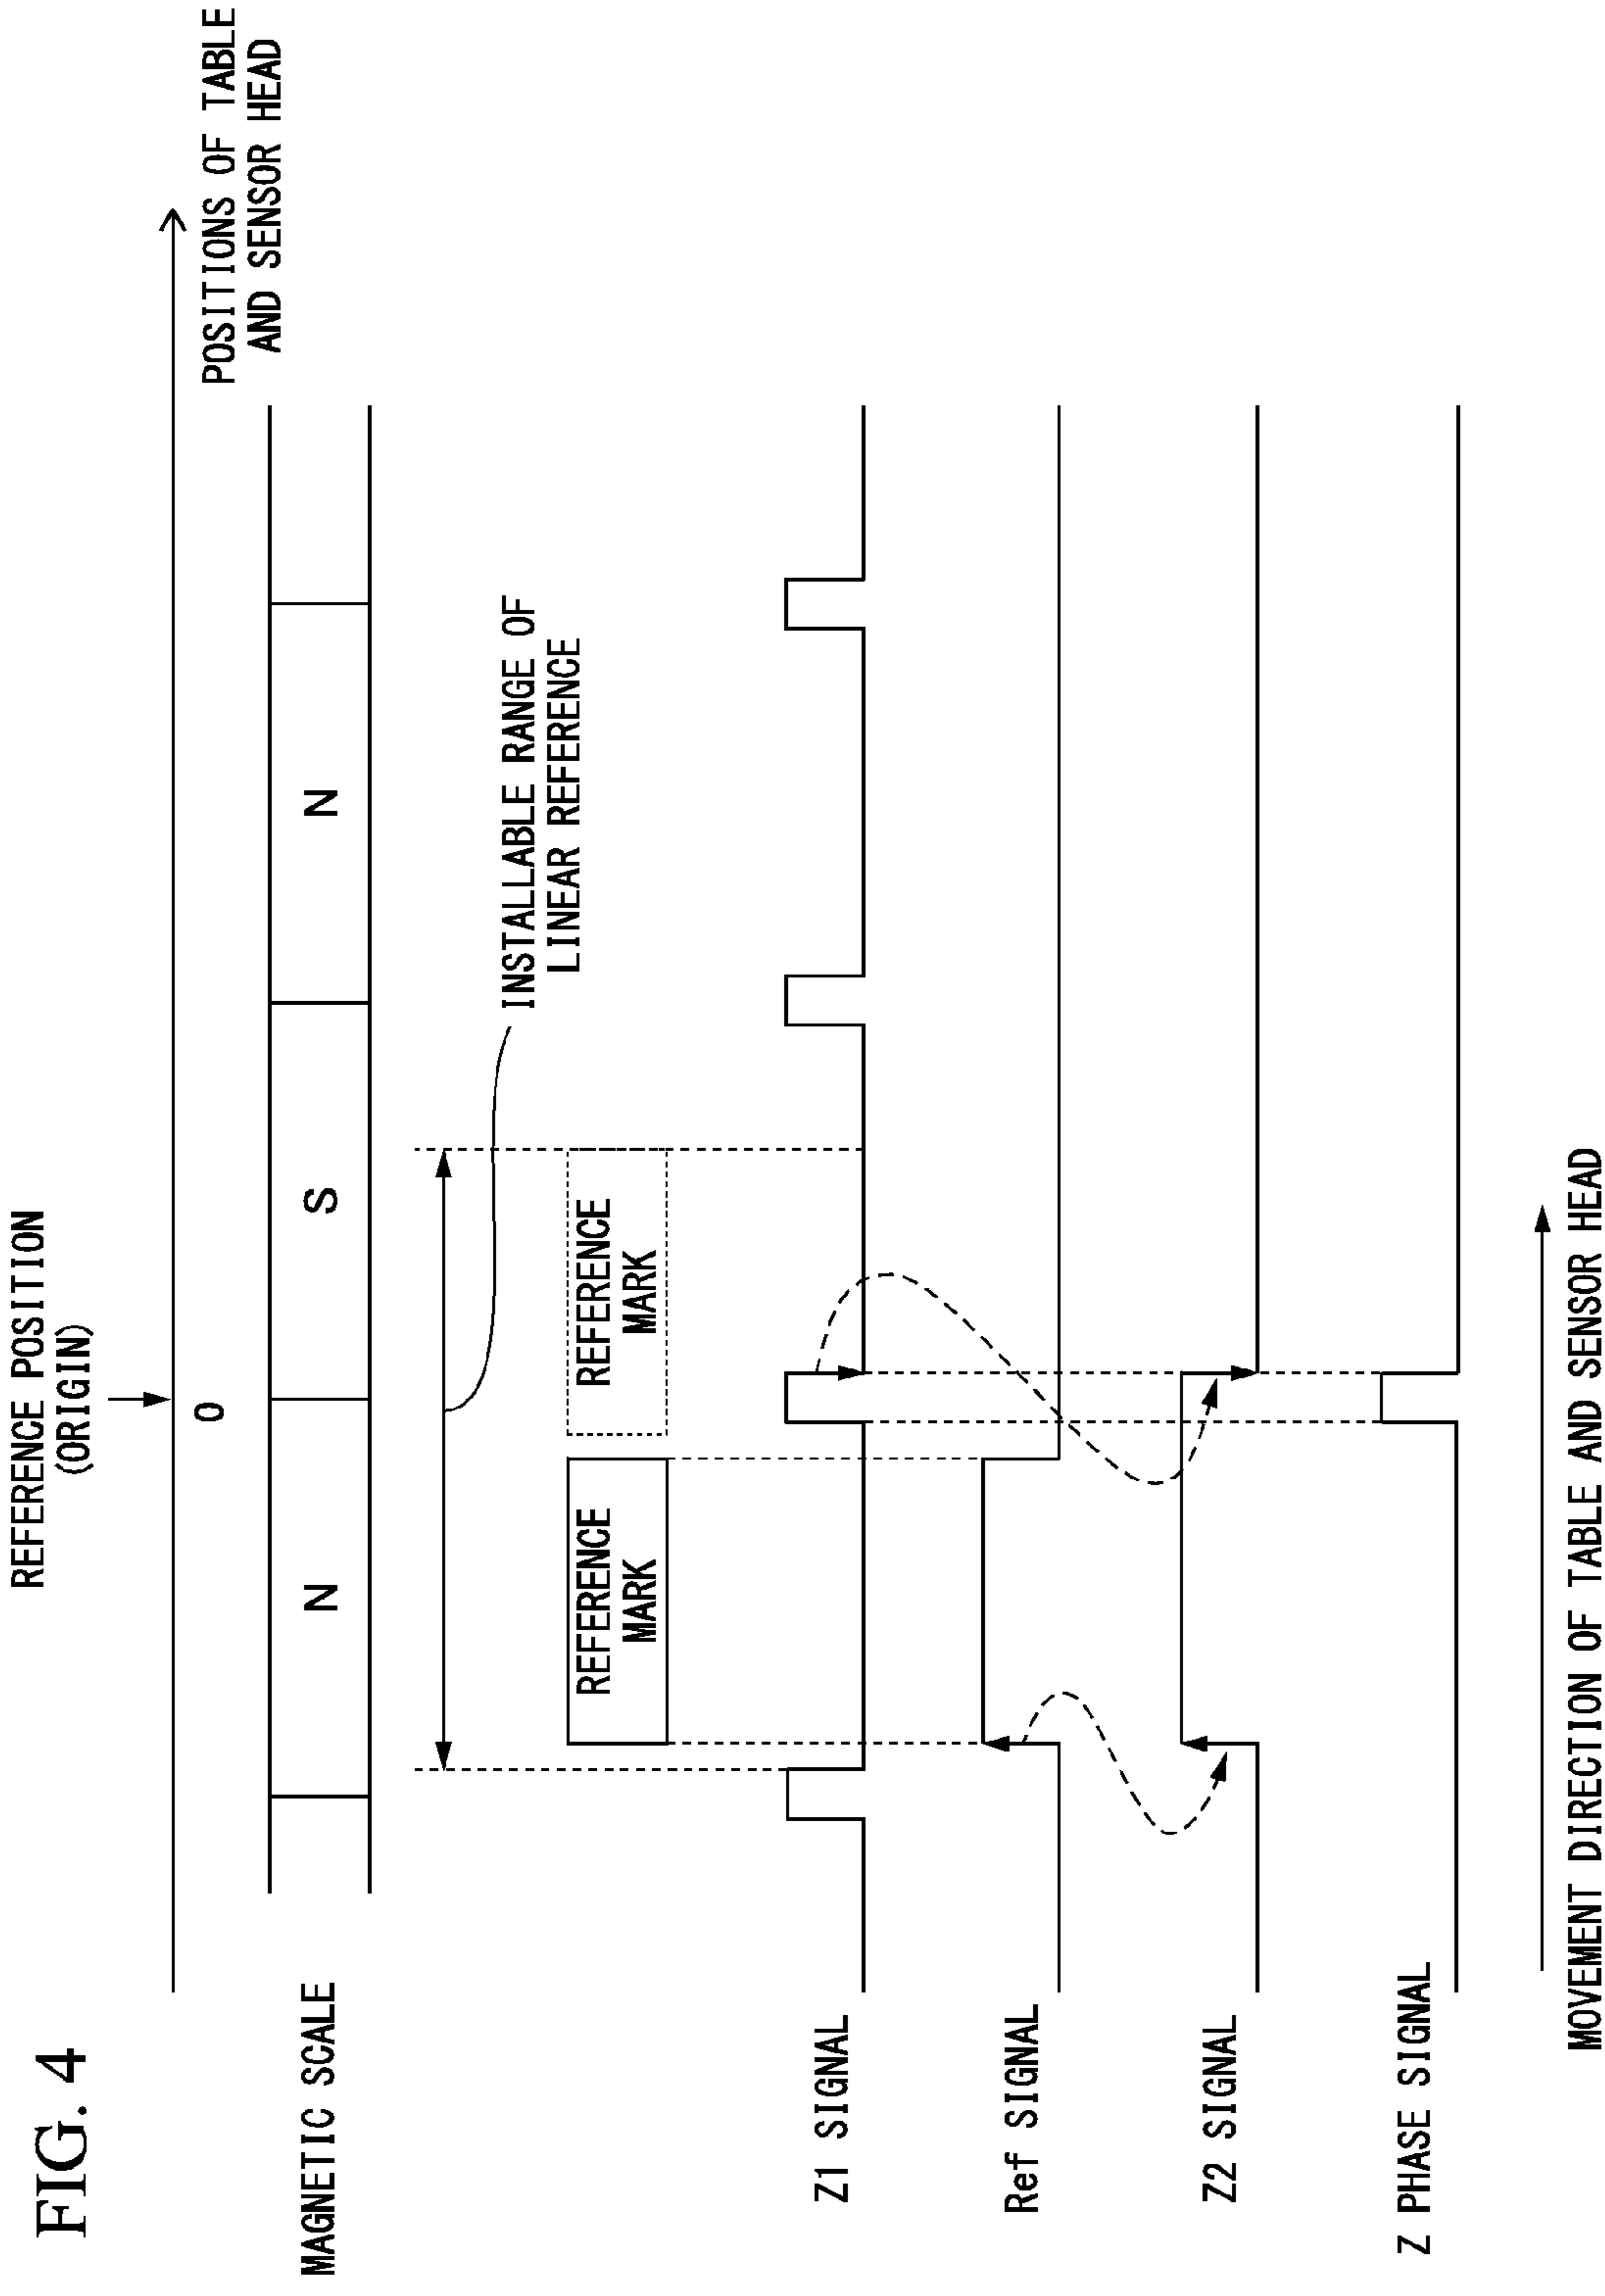 FIG. 4
REFERENCE POSITION
(ORIGIN)
0
POSITIONS OF TABLE
AND SENSOR HEAD
MAGNETIC SCALE
N
S
N
INSTALLABLE RANGE OF
LINEAR REFERENCE
REFERENCE
MARK
REFERENCE
MARK
Z1 SIGNAL
Ref SIGNAL
Z2 SIGNAL
Z PHASE SIGNAL
MOVEMENT DIRECTION OF TABLE AND SENSOR HEAD